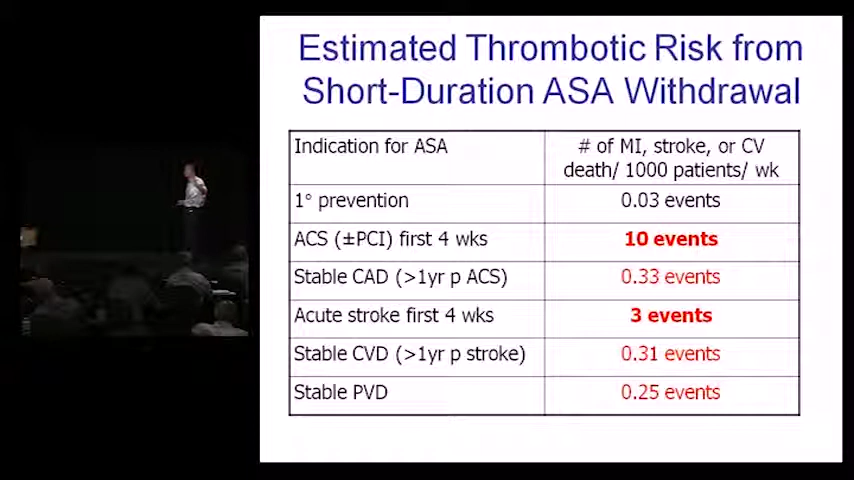 Estimated Thrombotic Risk from
Short-Duration ASA Withdrawal
Indication for ASA
# of MI, stroke, or CV
death/ 1000 patients/ wk
1° prevention
0.03 events
ACS (±PCI) first 4 wks
10 events
Stable CAD (>1yr p ACS)
0.33 events
Acute stroke first 4 wks
3 events
Stable CVD (>1yr p stroke)
0.31 events
Stable PVD
0.25 events